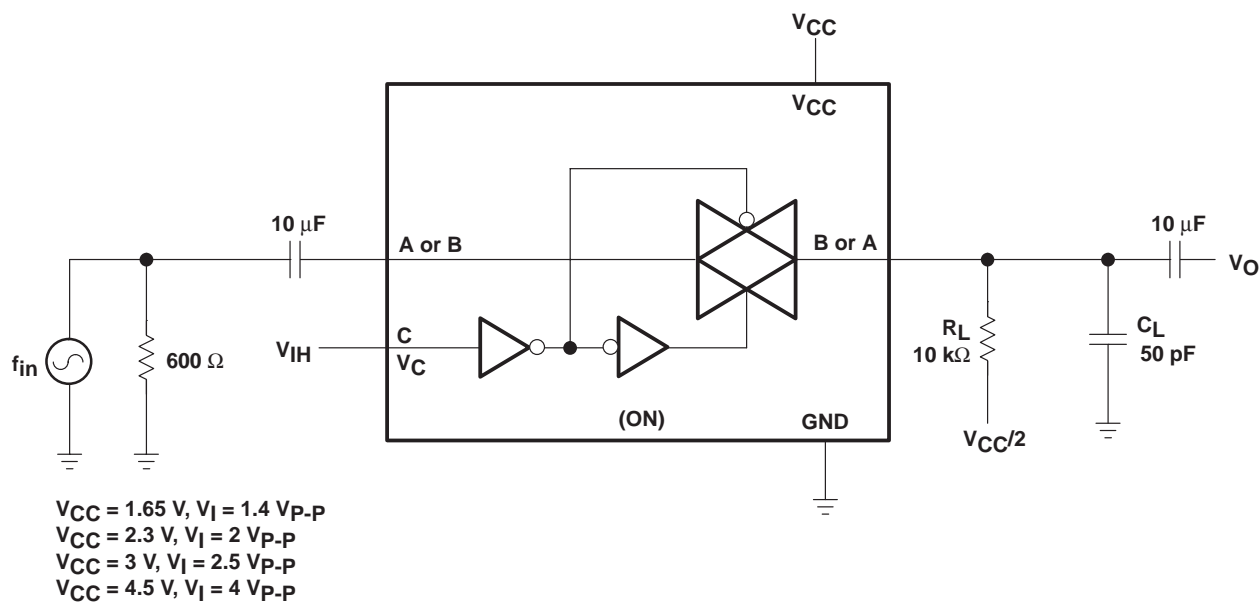 VCC
VCC
10 μF
A or B
B or A
10 μF
VO
fin
600 Ω
VIH
C
VC
RL
10 kΩ
CL
50 pF
(ON)
GND
VCC/2
VCC = 1.65 V, VI = 1.4 VP-P
VCC = 2.3 V, VI = 2 VP-P
VCC = 3 V, VI = 2.5 VP-P
VCC = 4.5 V, VI = 4 VP-P